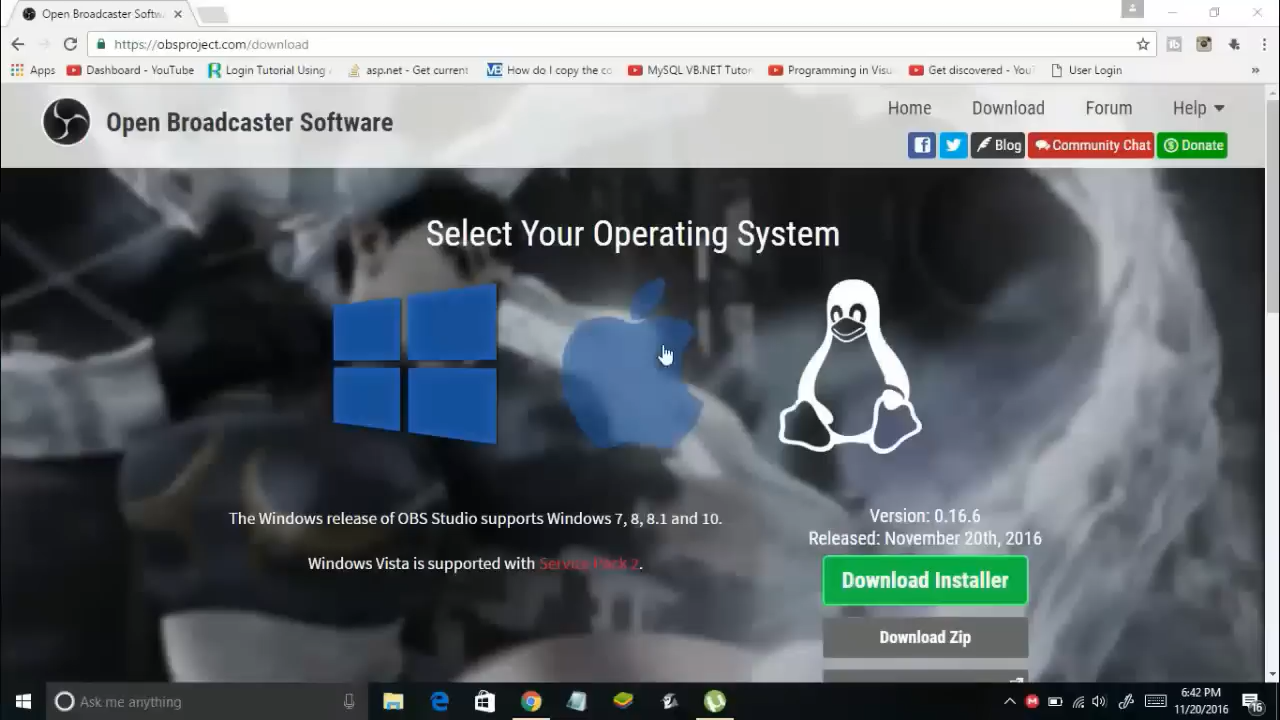 Open Broadcaster Softw
https://obsproject.com/download
Apps
Dashboard - YouTube
Login Tutorial Using
asp.net - Get current
VB
How do I copy the co
MySQL VB.NET Tutor
Programming in Visu
Get discovered - You
User Login
»
Open Broadcaster Software
Home
Download
Forum
Help
Blog
Community Chat
Donate
Select Your Operating System
The Windows release of OBS Studio supports Windows 7, 8, 8.1 and 10.
Windows Vista is supported with Service Pack 2.
Version: 0.16.6
Released: November 20th, 2016
Download Installer
Download Zip
Ask me anything
6:42 PM
11/20/2016
16